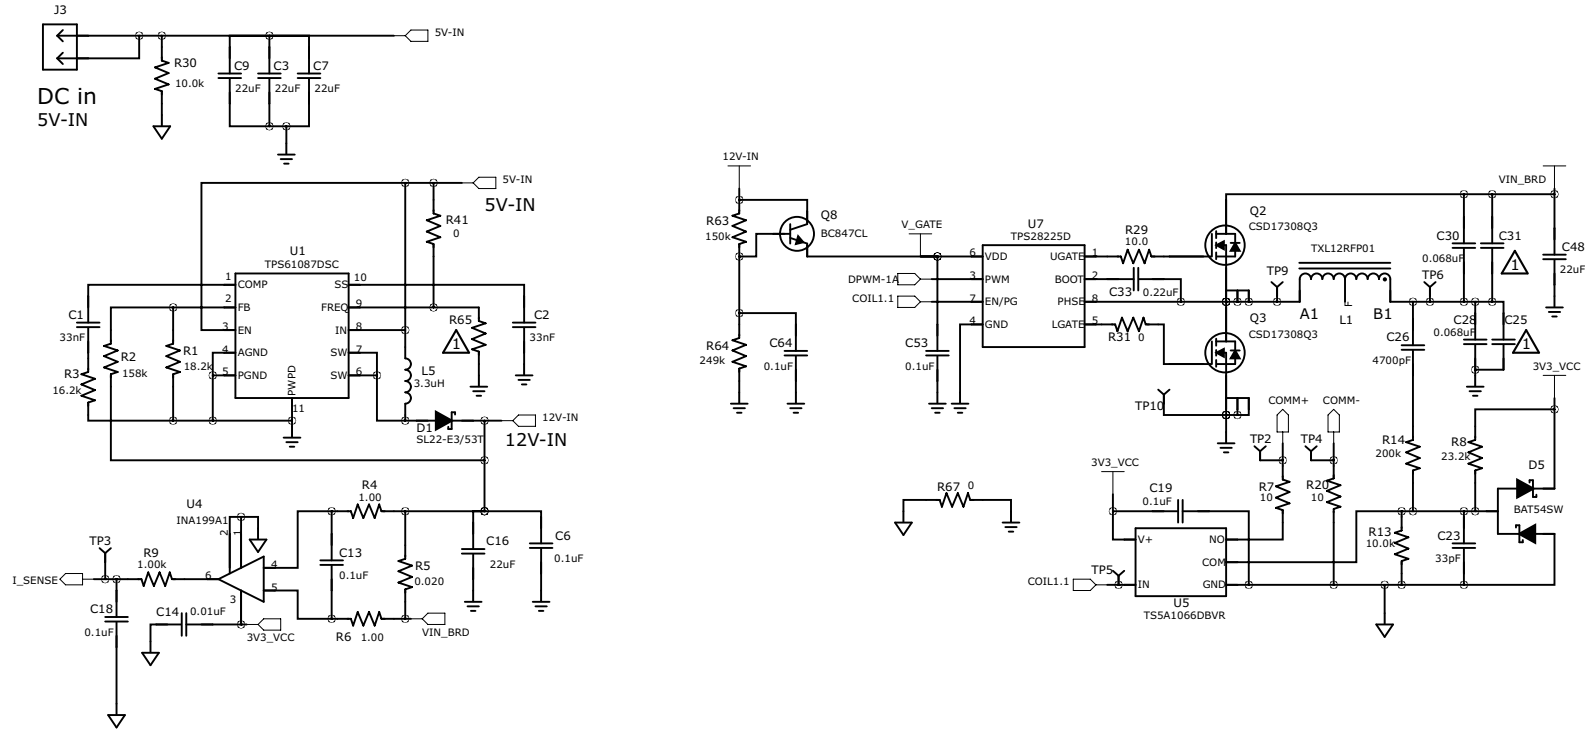 J3
5V-IN
R30
10.0k
C9
22uF
C3
22uF
C7
22uF
DC in
5V-IN
5V-IN
5V-IN
R41
0
U1
TPS61087DSC
1
COMP
2
FB
3
EN
4
AGND
5
PGND
PWPD
11
10
SS
9
FREQ
8
IN
7
SW
6
SW
C1
33nF
R3
16.2k
R2
158k
R1
18.2k
R65
1
C2
33nF
L5
3.3uH
D1
SL22-E3/53T
12V-IN
12V-IN
U4
INA199A1
2
1
4
5
6
3
R4
1.00
C13
0.1uF
R5
0.020
C16
22uF
C6
0.1uF
R6
1.00
VIN_BRD
TP3
R9
1.00k
I_SENSE
C18
0.1uF
C14
0.01uF
3V3_VCC
12V-IN
R63
150k
Q8
BC847CL
R64
249k
C64
0.1uF
V_GATE
DPWM-1A
COIL1.1
C53
0.1uF
U7
TPS28225D
6
VDD
3
PWM
7
EN/PG
4
GND
1
UGATE
2
BOOT
8
PHSE
5
LGATE
R29
10.0
C33
0.22uF
R31
0
Q2
CSD17308Q3
Q3
CSD17308Q3
TP9
TP10
TXL12RFP01
A1
L1
B1
TP6
VIN_BRD
C30
0.068uF
C31
1
C48
22uF
C28
0.068uF
C25
1
C26
4700pF
3V3_VCC
COMM+
COMM-
TP2
TP4
R7
10
R20
10
R14
200k
R8
23.2k
D5
BAT54SW
R67
0
3V3_VCC
C19
0.1uF
V+
IN
NO
COM
GND
U5
TS5A1066DBVR
TP5
COIL1.1
R13
10.0k
C23
33pF